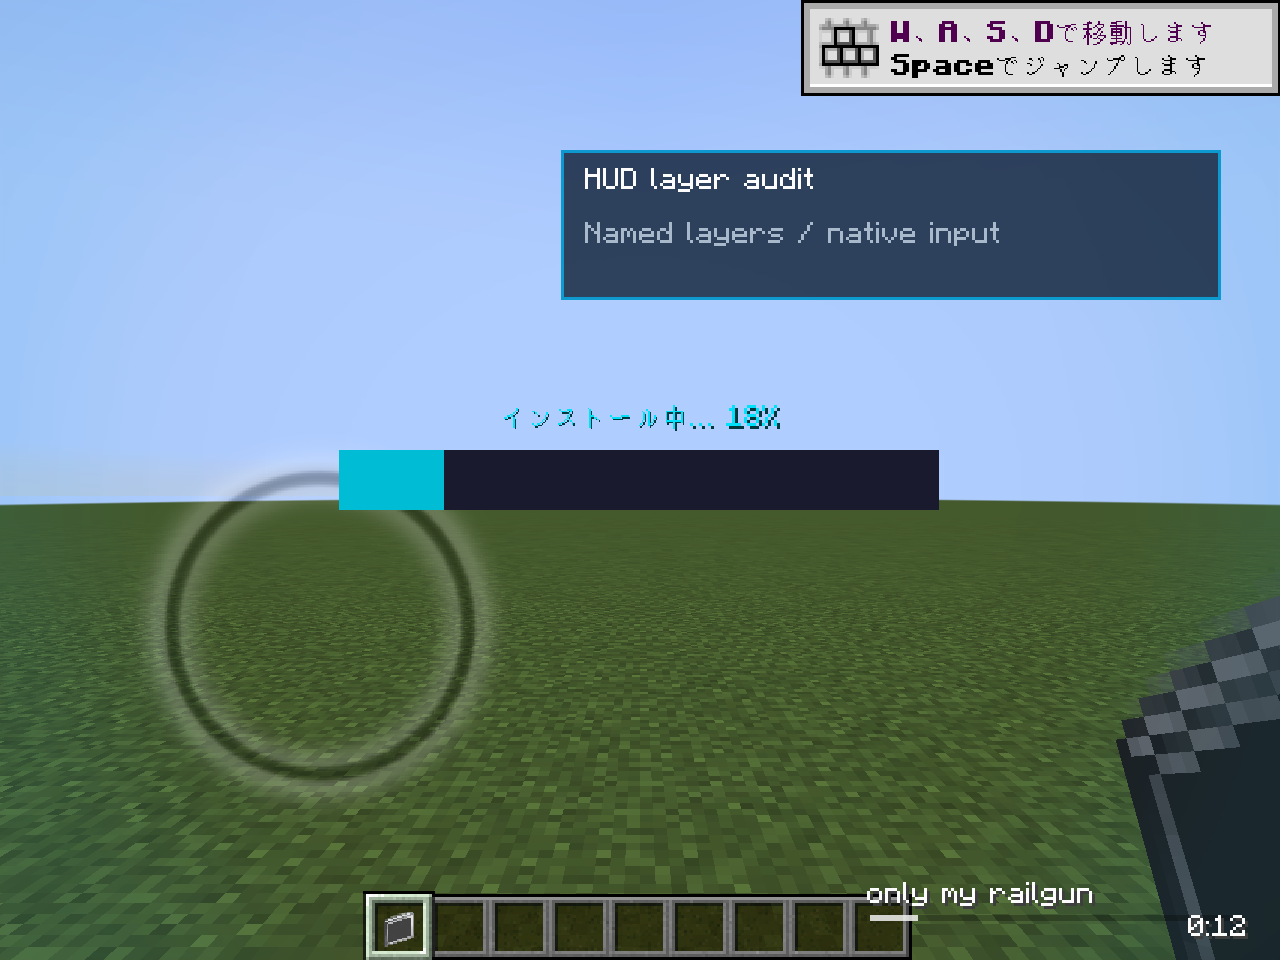 W、A、S、Dで移動します
Spaceでジャンプします
HUD layer audit
Named layers / native input
インストール中... 18%
only my railgun
0:12